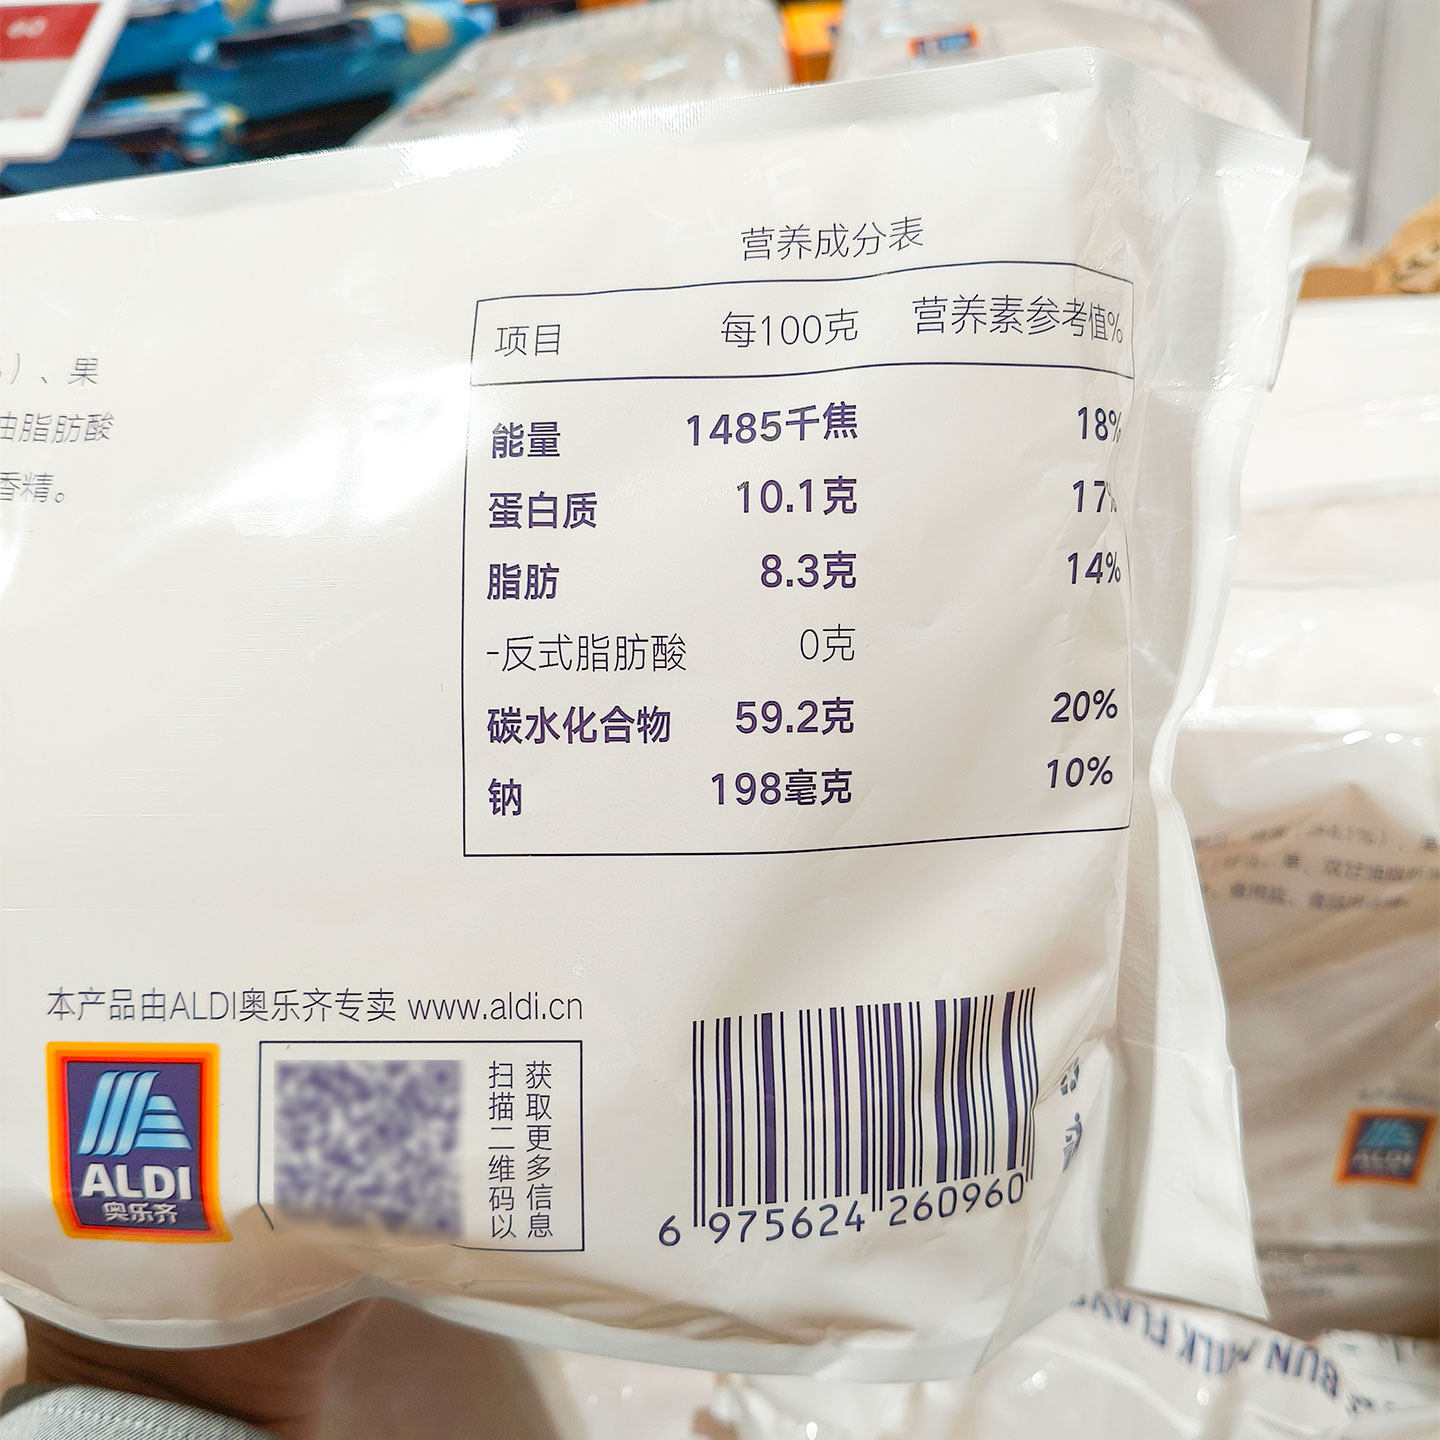 营养成分表
项目 每100克 营养素参考值%
能量 1485千焦 18%
蛋白质 10.1克 17%
脂肪 8.3克 14%
-反式脂肪酸 0克
碳水化合物 59.2克 20%
钠 198毫克 10%
）、果
油脂肪酸
香精。
本产品由ALDI奥乐齐专卖 www.aldi.cn
ALDI
奥乐齐
扫描二维码以
获取更多信息
6 975624 260960
ALDI
BUN MILK FLAV